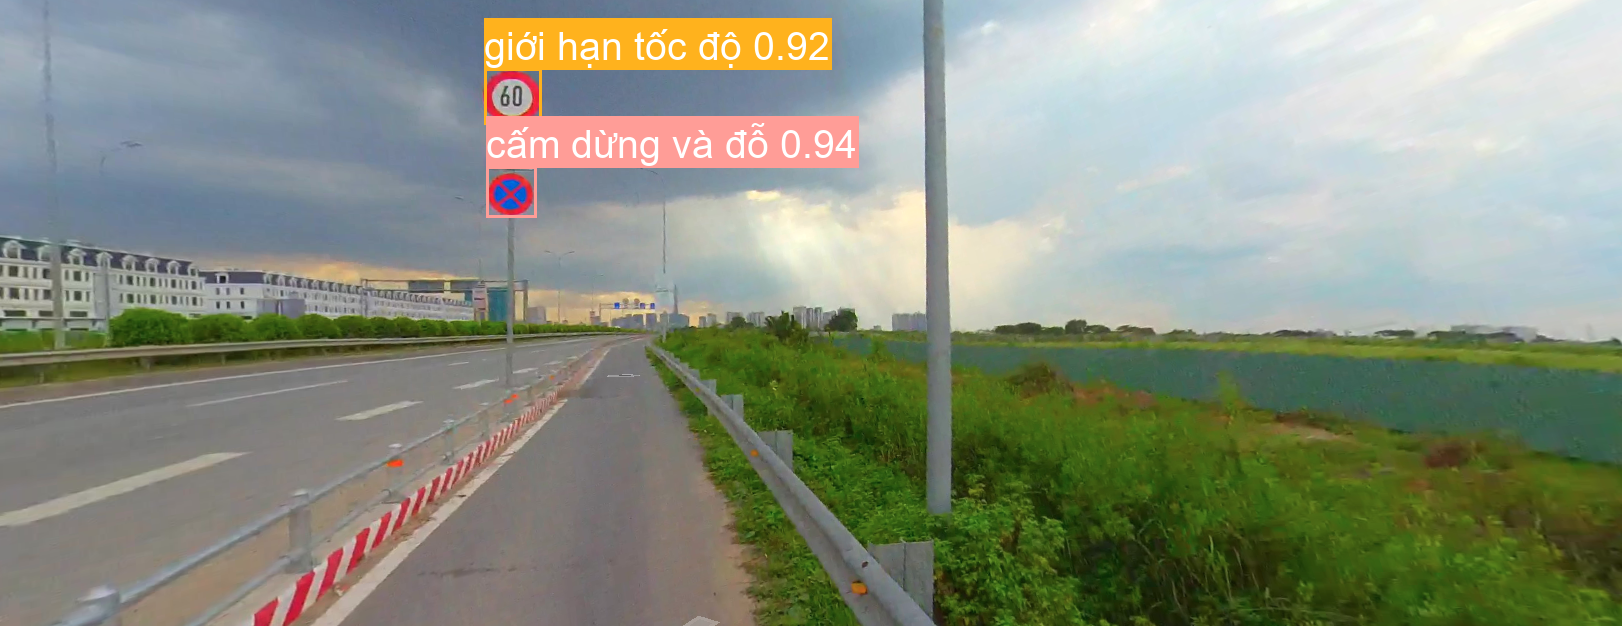 giới hạn tốc độ 0.92
60
cấm dừng và đỗ 0.94